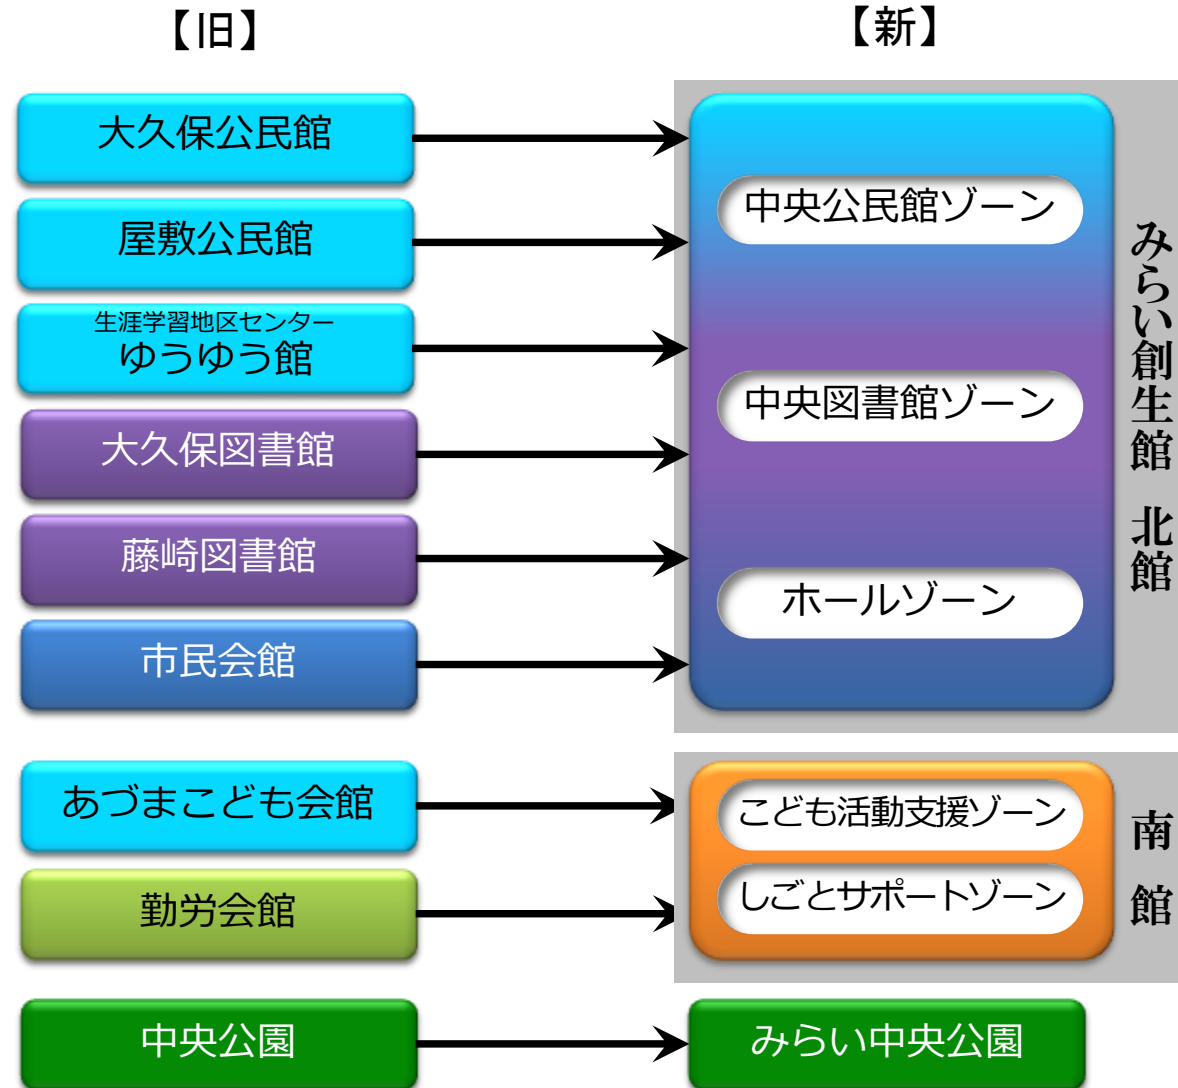 【旧】
【新】
大久保公民館
屋敷公民館
生涯学習地区センター
ゆうゆう館
大久保図書館
藤崎図書館
市民会館
中央公民館ゾーン
中央図書館ゾーン
ホールゾーン
みらい創生館 北館
あづまこども会館
勤労会館
こども活動支援ゾーン
しごとサポートゾーン
南館
中央公園
みらい中央公園